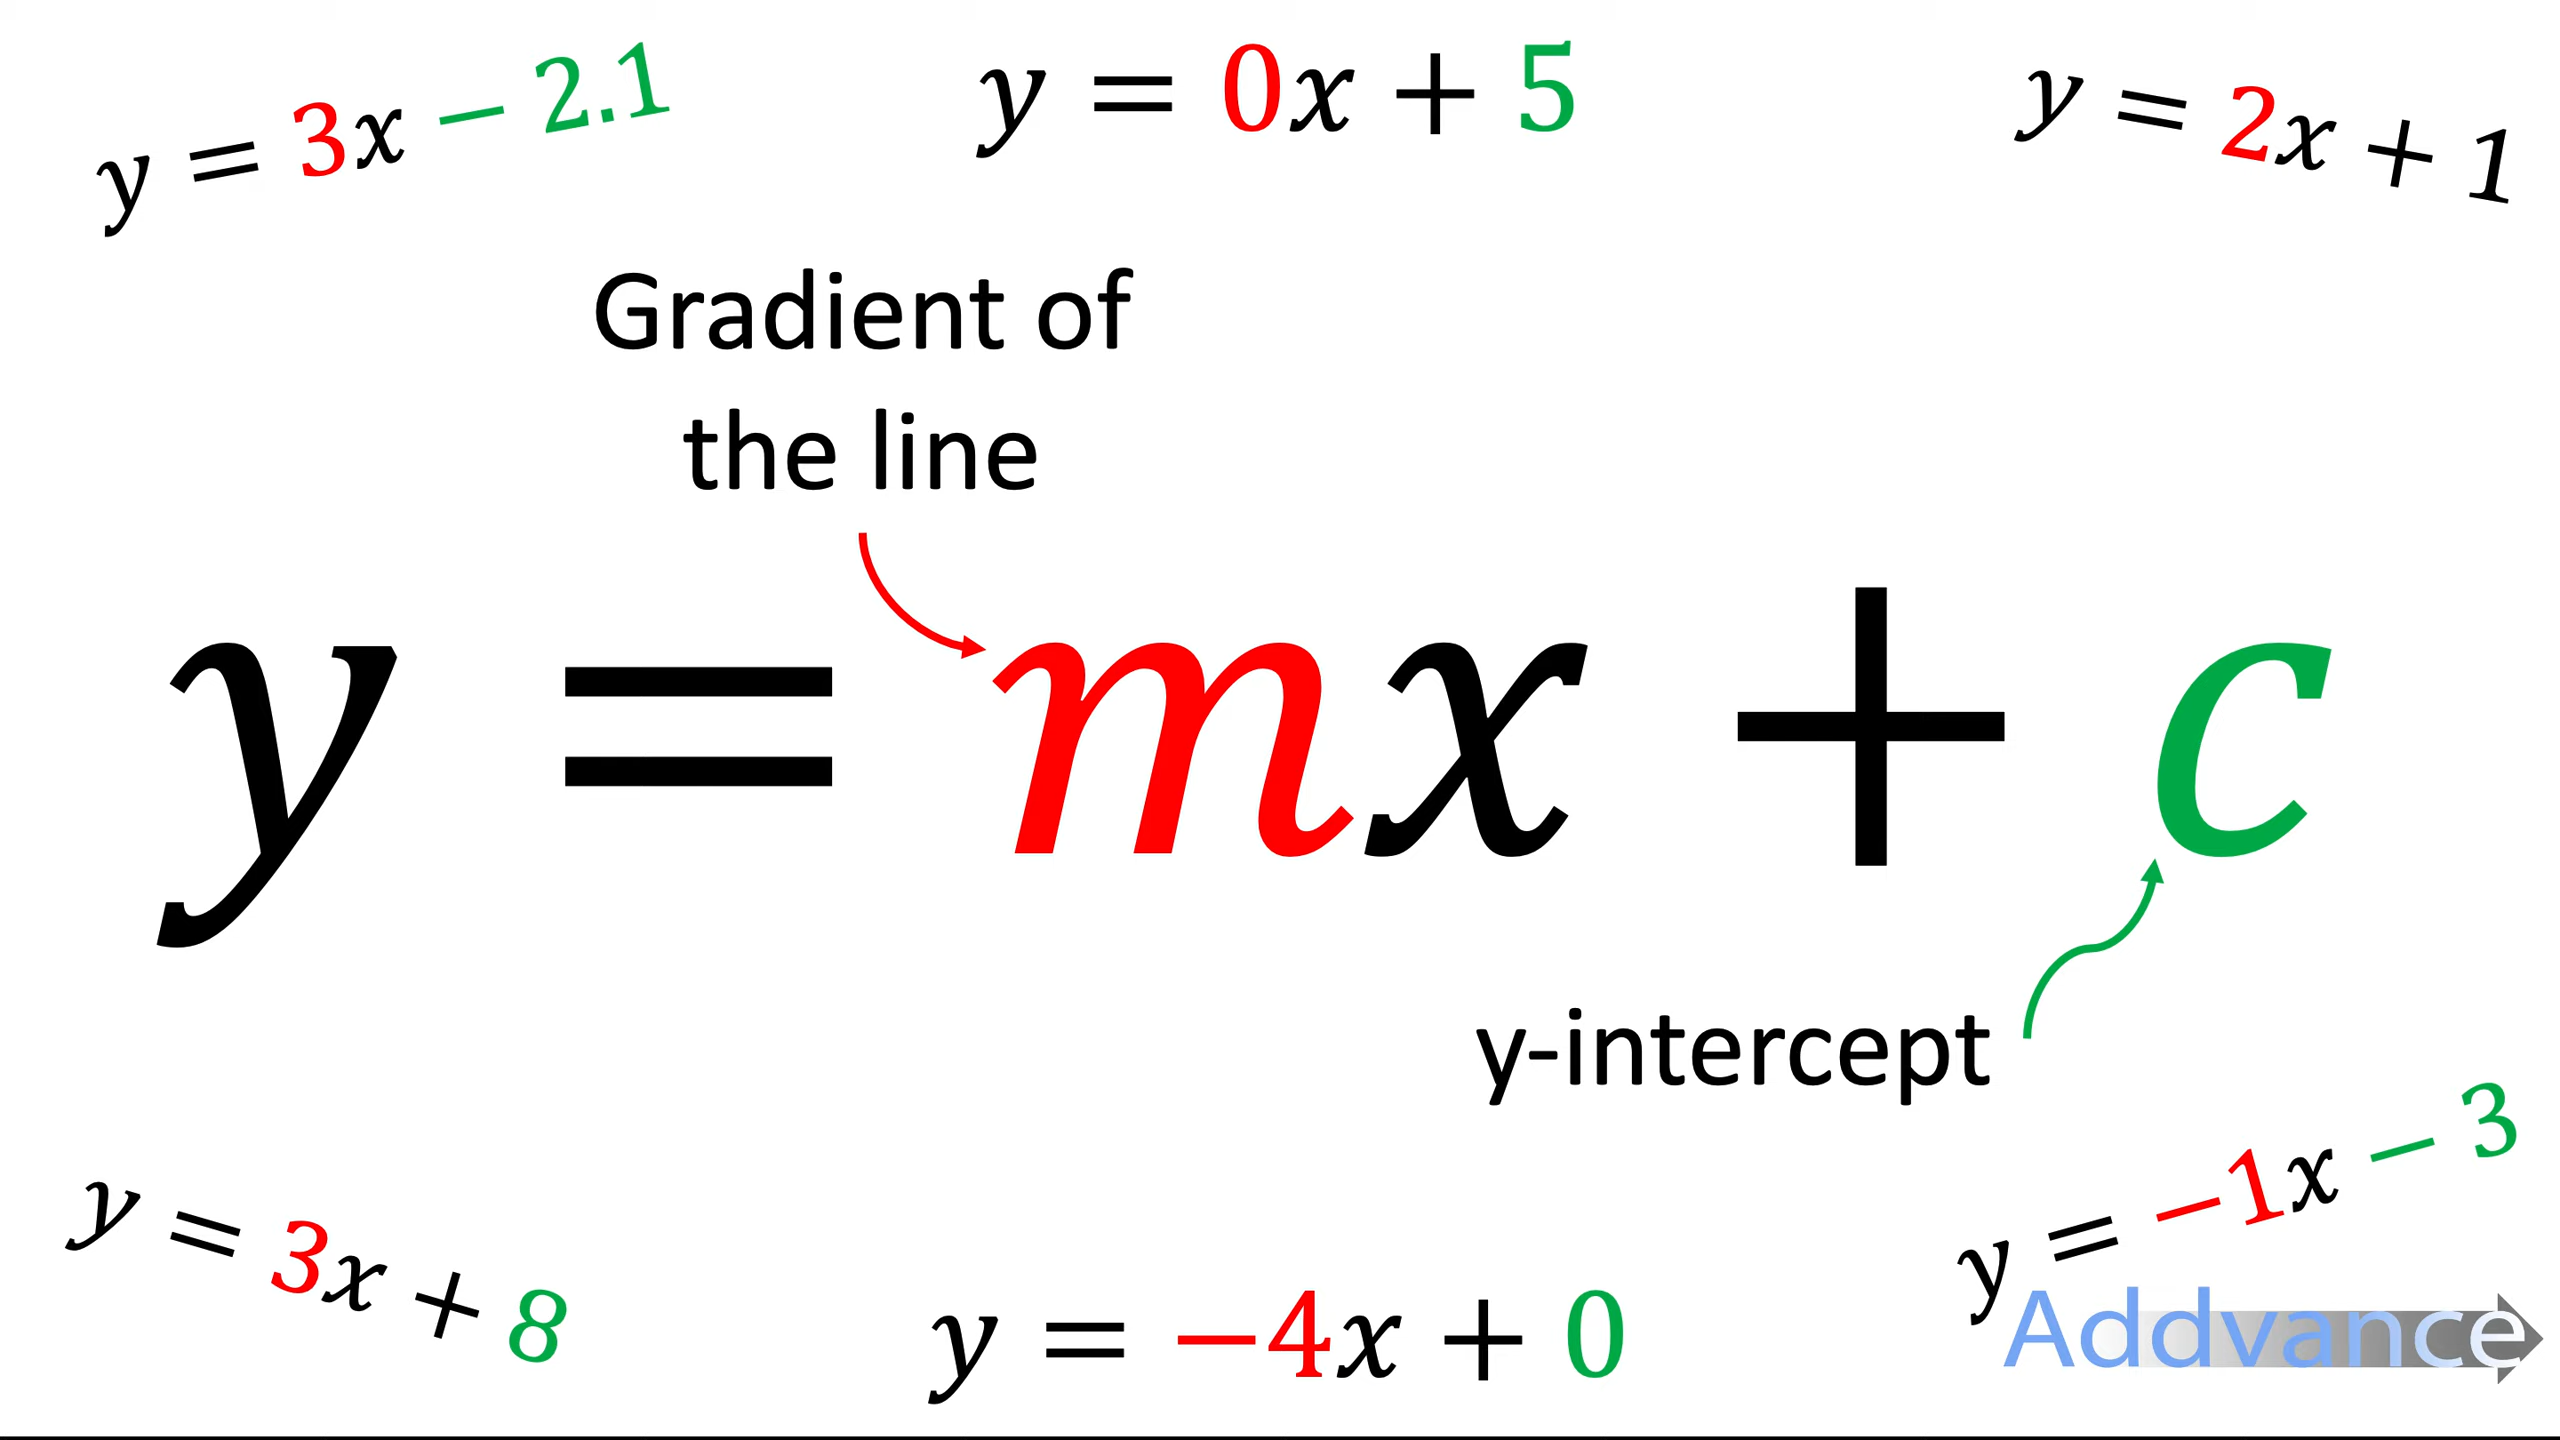 y = 3x − 2.1
y = 0x + 5
y = 2x + 1
Gradient of
the line
y = mx + c
y-intercept
y = 3x + 8
y = −4x + 0
y = −1x − 3
Addvance